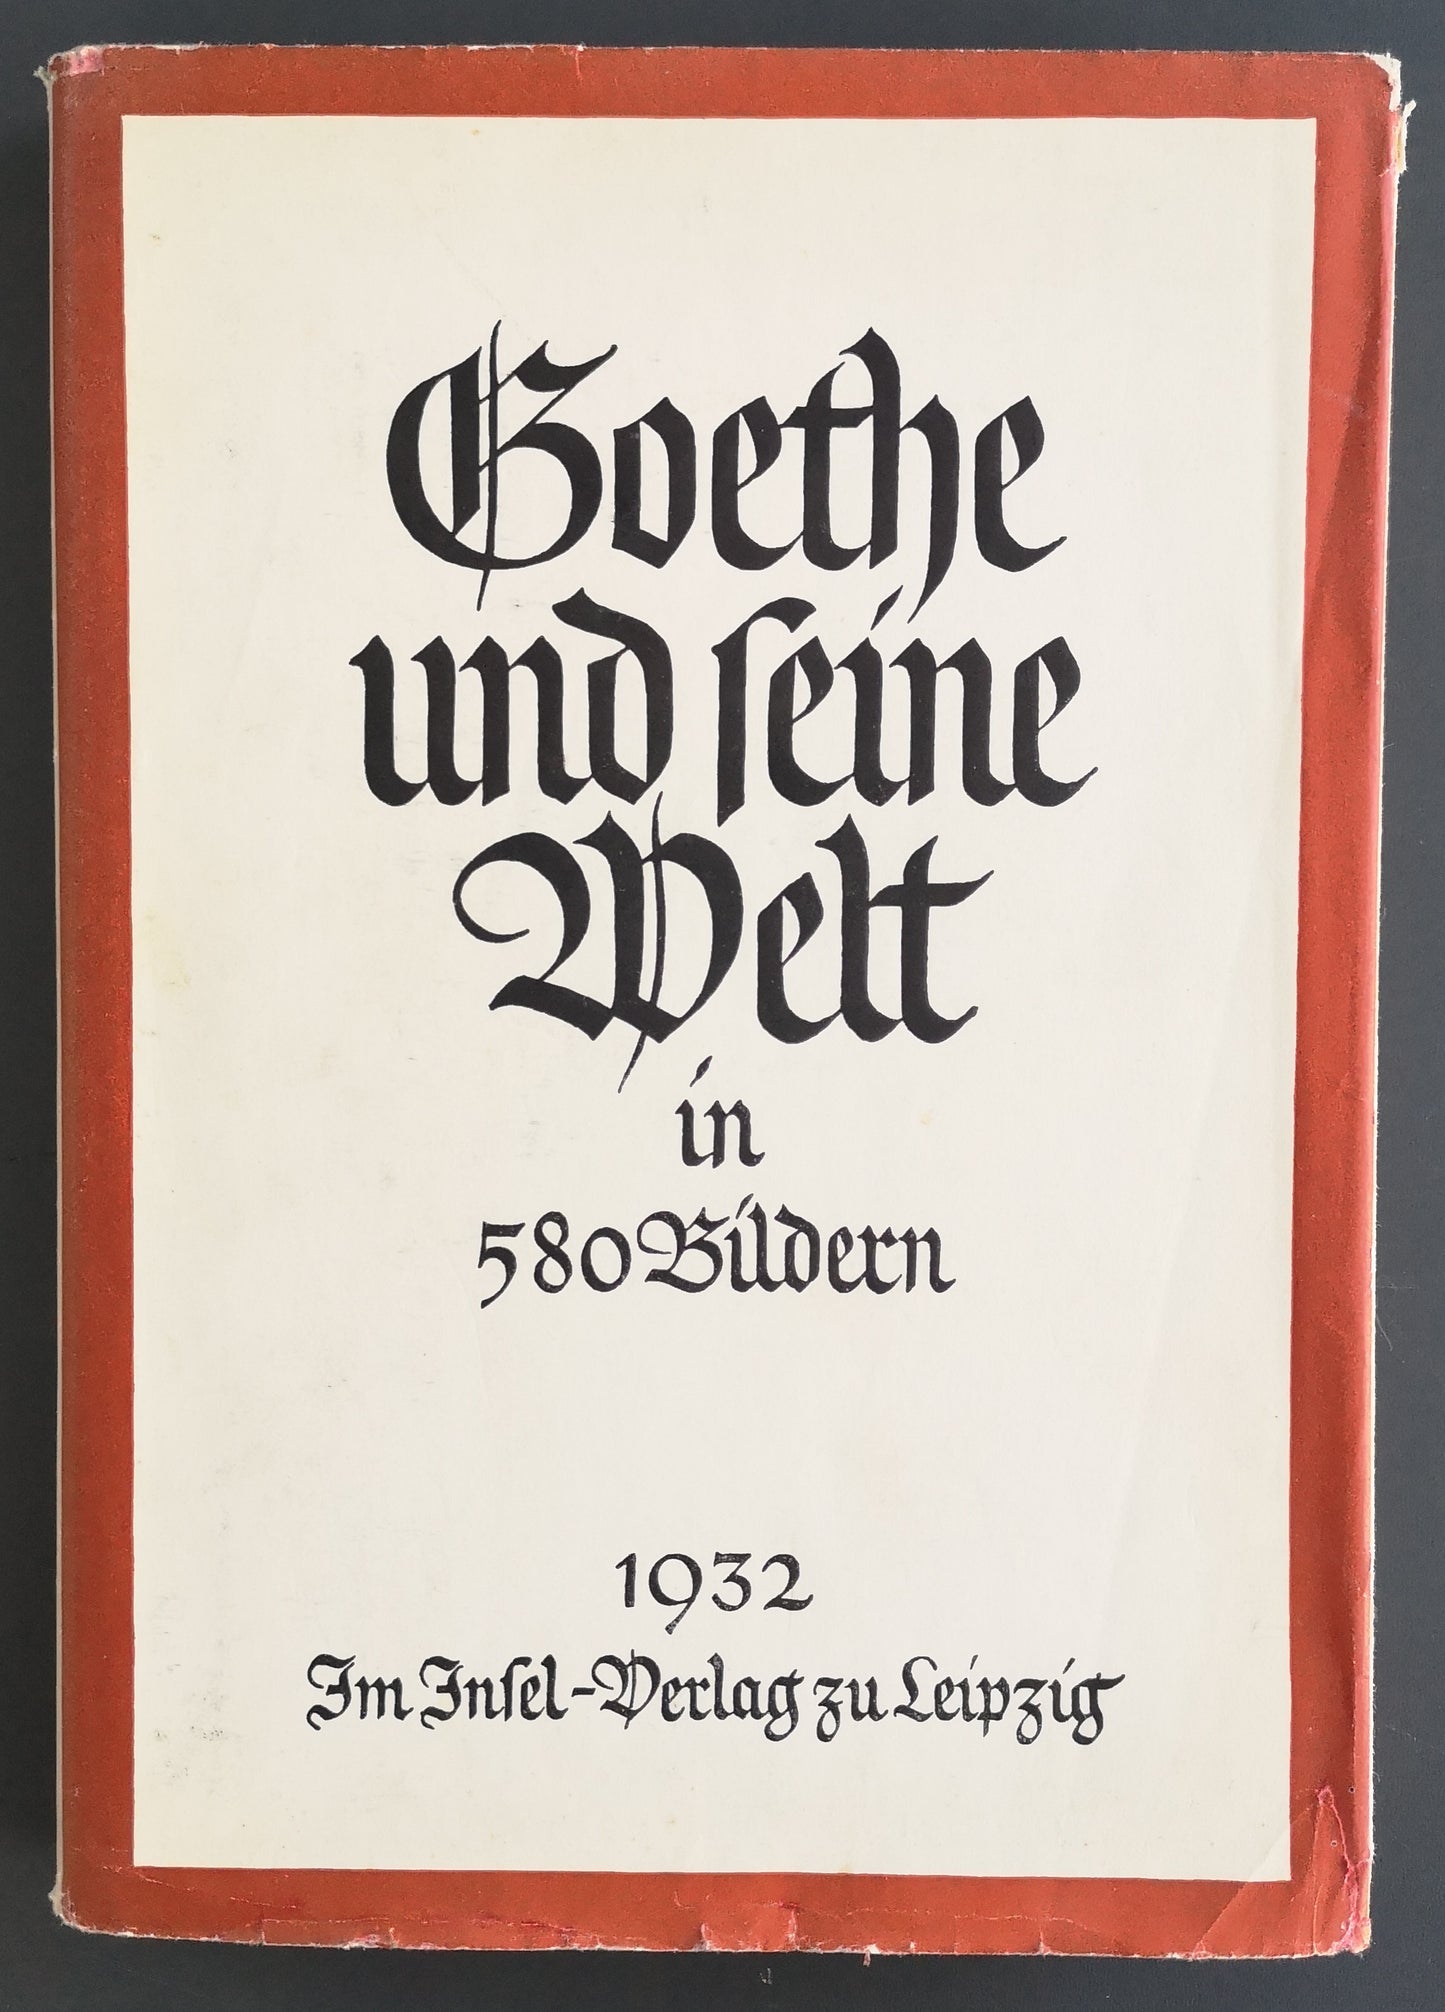 Goethe
und seine
Welt
in
580 Bildern
1932
Im Insel-Verlag zu Leipzig